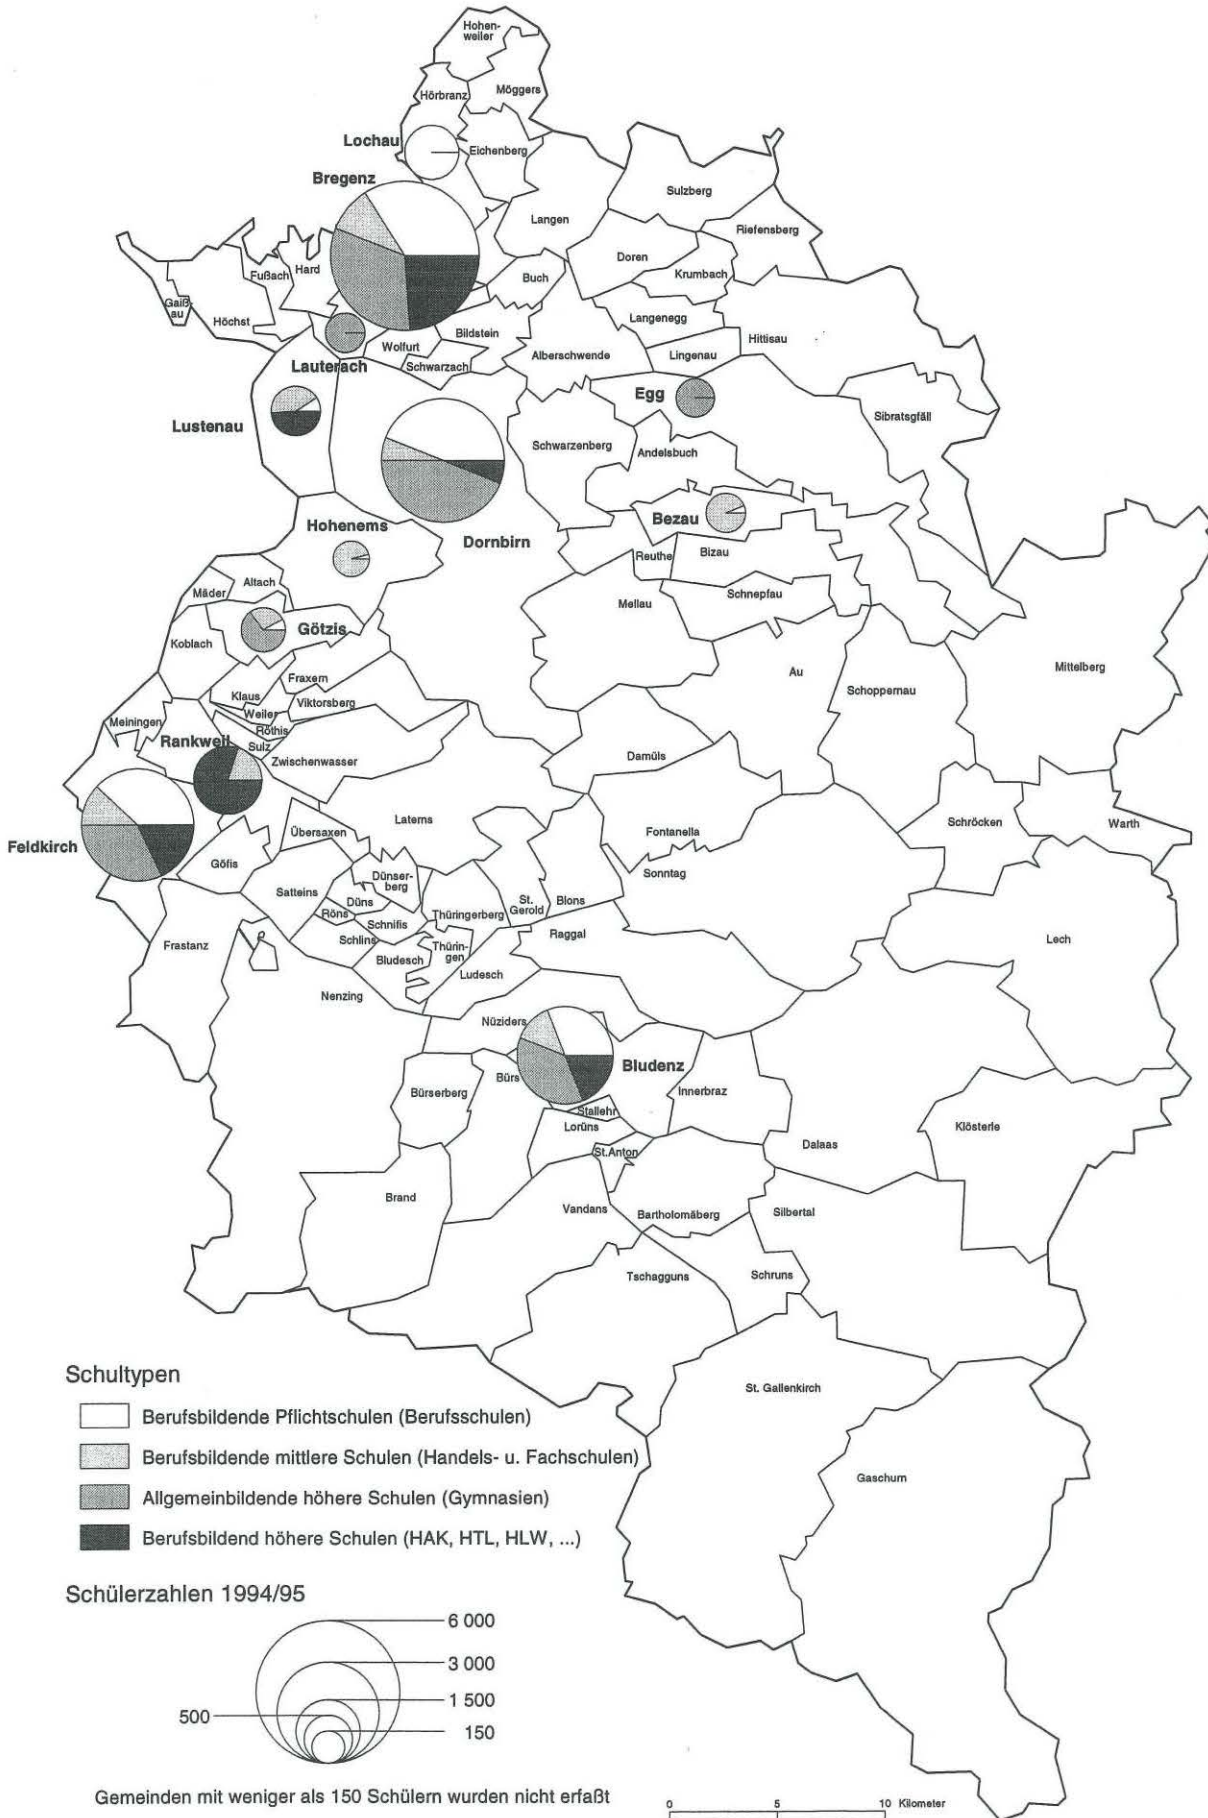 Hohen-
weiler
Möggers
Hörbranz
Lochau
Eichenberg
Bregenz
Sulzberg
Langen
Riefensberg
Doren
Fußach
Hard
Krumbach
Buch
Gaiß-
au
Höchst
Langenegg
Bildstein
Hittisau
Wolfurt
Alberschwende
Lingenau
Lauterach
Schwarzach
Egg
Sibratsgfäll
Lustenau
Schwarzenberg
Andelsbuch
Bezau
Hohenems
Dornbirn
Reuthe
Bizau
Altach
Mäder
Schnepfau
Mellau
Götzis
Koblach
Mittelberg
Au
Fraxern
Schoppernau
Klaus
Viktorsberg
Weiler
Meiningen
Röthis
Rankweil
Sulz
Damüls
Zwischenwasser
Laterns
Schröcken
Warth
Übersaxen
Fontanella
Feldkirch
Göfis
Sonntag
Dünser-
berg
Satteins
Düns
St.
Gerold
Blons
Röns
Thüringerberg
Schnifis
Raggal
Schlins
Lech
Frastanz
Thürin-
gen
Bludesch
Ludesch
Nenzing
Nüziders
Bludenz
Bürs
Bürserberg
Innerbraz
Stallehr
Lorüns
Klösterle
Dalaas
St.Anton
Brand
Vandans
Bartholomäberg
Silbertal
Tschagguns
Schruns
St. Gallenkirch
Gaschurn
Schultypen
Berufsbildende Pflichtschulen (Berufsschulen)
Berufsbildende mittlere Schulen (Handels- u. Fachschulen)
Allgemeinbildende höhere Schulen (Gymnasien)
Berufsbildend höhere Schulen (HAK, HTL, HLW, ...)
Schülerzahlen 1994/95
6 000
3 000
1 500
500
150
Gemeinden mit weniger als 150 Schülern wurden nicht erfaßt
0 5 10 Kilometer